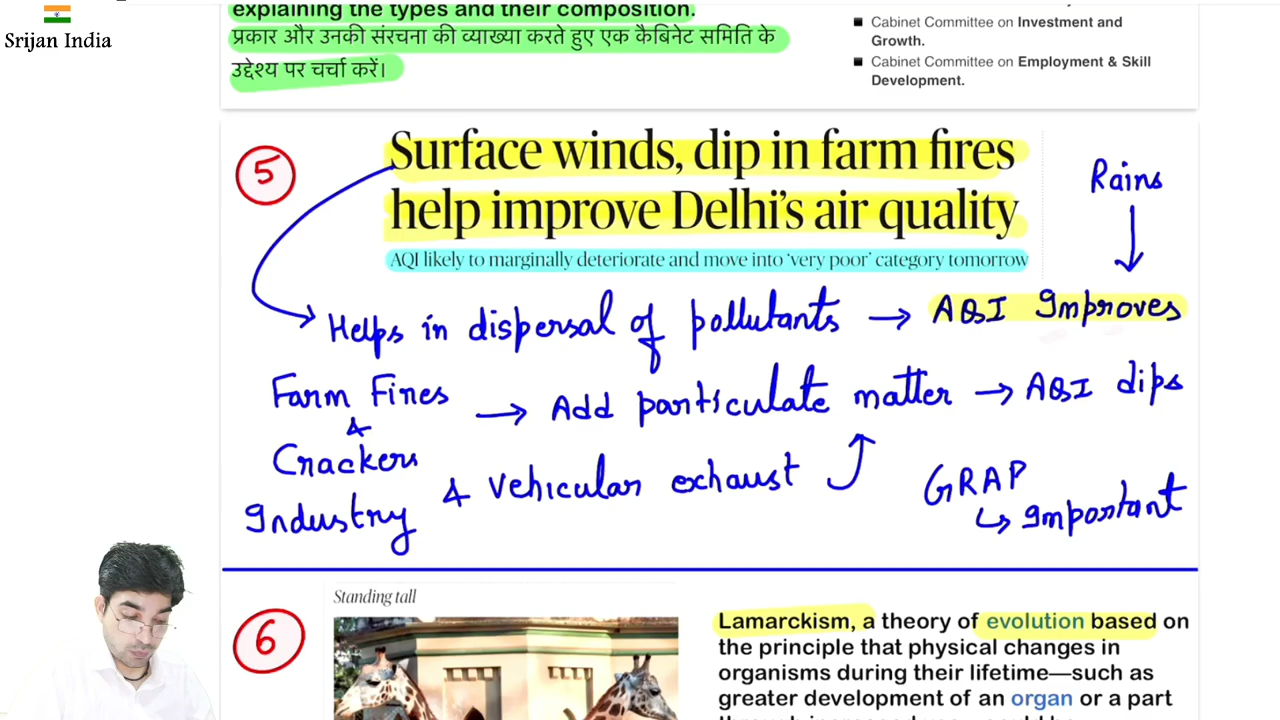 Srijan India
explaining the types and their composition.
प्रकार और उनकी संरचना की व्याख्या करते हुए एक कैबिनेट समिति के
उद्देश्य पर चर्चा करें।
Cabinet Committee on Investment and
Growth.
Cabinet Committee on Employment & Skill
Development.
5
Surface winds, dip in farm fires
help improve Delhi's air quality
AQI likely to marginally deteriorate and move into 'very poor' category tomorrow
Rains
Helps in dispersal of pollutants → AQI Improves
Farm Fires → Add particulate matter → AQI dips
&
Crackers
Industry & Vehicular exhaust
GRAP
↳ Important
6
Standing tall
Lamarckism, a theory of evolution based on
the principle that physical changes in
organisms during their lifetime—such as
greater development of an organ or a part